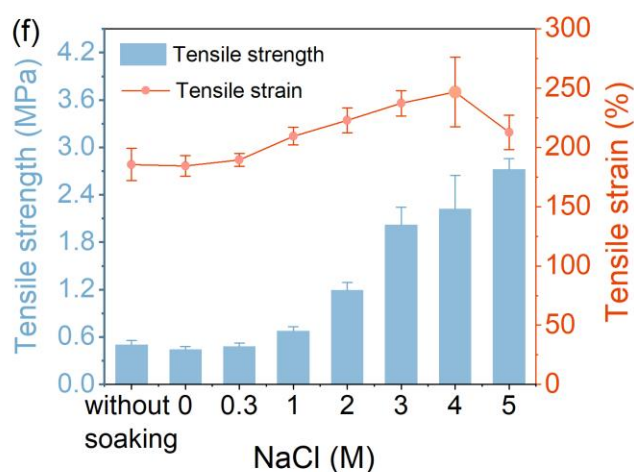 (f)
Tensile strength (MPa)
4.2
3.6
3.0
2.4
1.8
1.2
0.6
0.0
Tensile strength
Tensile strain
300
250
200
150
100
50
0
Tensile strain (%)
without 0 0.3 1 2 3 4 5
soaking
NaCl (M)